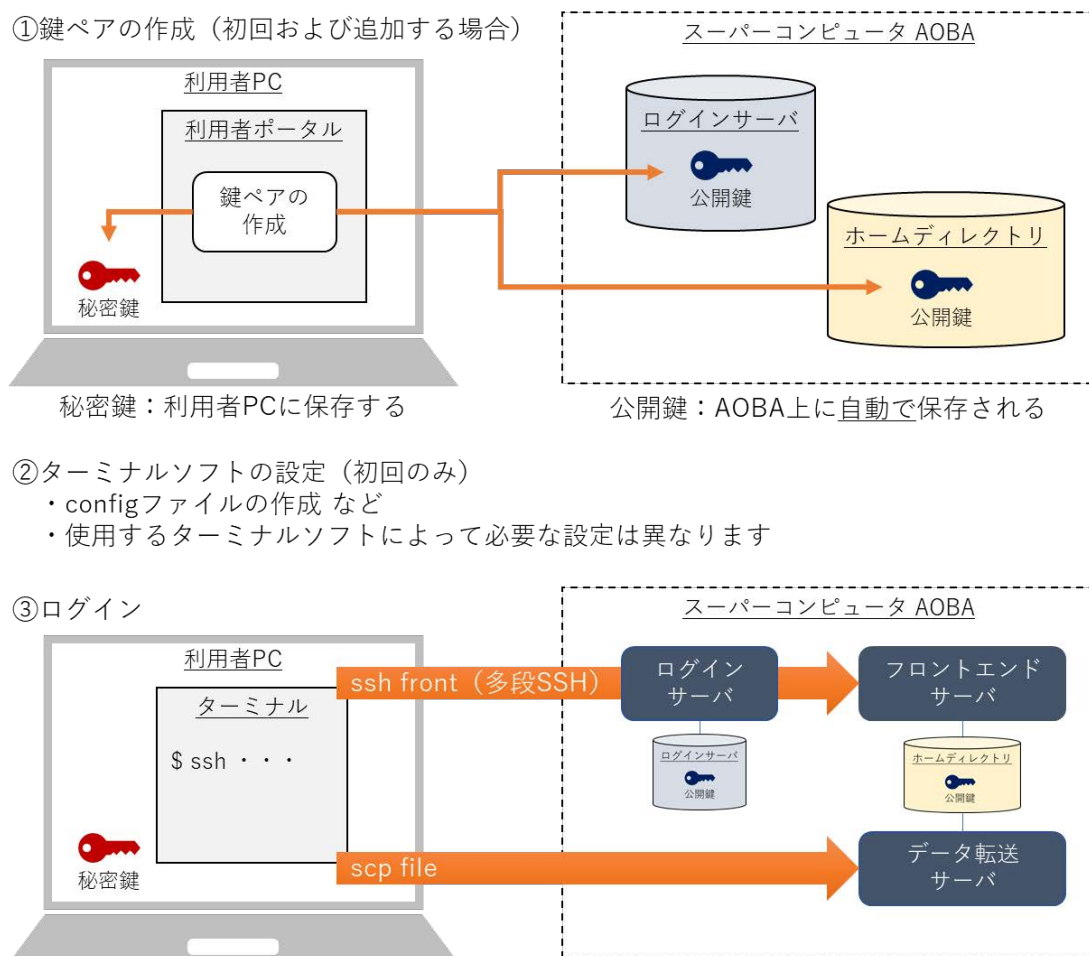 ①鍵ペアの作成（初回および追加する場合）
スーパーコンピュータ AOBA
利用者PC
利用者ポータル
鍵ペアの
作成
秘密鍵
ログインサーバ
公開鍵
ホームディレクトリ
公開鍵
秘密鍵：利用者PCに保存する
公開鍵：AOBA上に自動で保存される
②ターミナルソフトの設定（初回のみ）
・configファイルの作成 など
・使用するターミナルソフトによって必要な設定は異なります
③ログイン
スーパーコンピュータ AOBA
利用者PC
ターミナル
$ ssh ・・・
秘密鍵
ssh front（多段SSH）
ログイン
サーバ
フロントエンド
サーバ
ログインサーバ
公開鍵
ホームディレクトリ
公開鍵
scp file
データ転送
サーバ